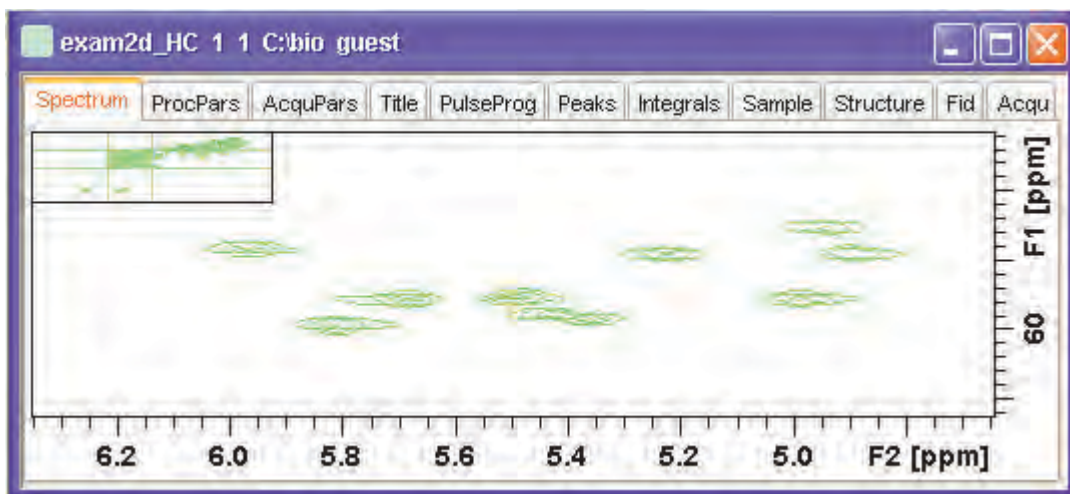 exam2d_HC 1 1 C:\bio guest
Spectrum ProcPars AcquPars Title PulseProg Peaks Integrals Sample Structure Fid Acqu
F1 [ppm]
60
6.2 6.0 5.8 5.6 5.4 5.2 5.0 F2 [ppm]